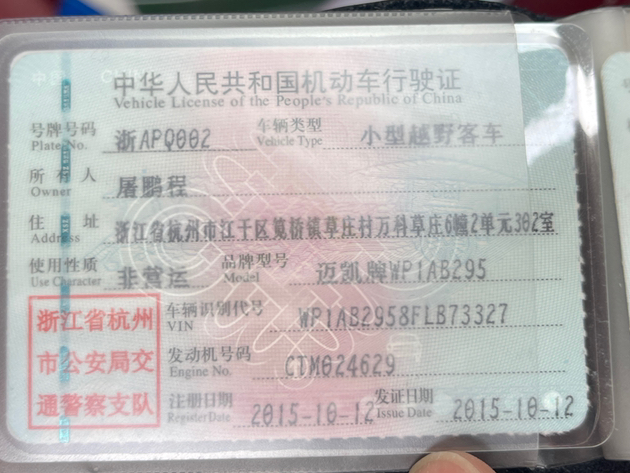 中华人民共和国机动车行驶证
Vehicle License of the People's Republic of China
号牌号码 浙APQ002 车辆类型 小型越野客车
Plate No. Vehicle Type
所有人 屠鹏程
Owner
住址 浙江省杭州市江干区笕桥镇草庄村万科草庄6幢2单元302室
Address
使用性质 非营运 品牌型号 迈凯牌WP1AB295
Use Character Model
浙江省杭州
市公安局交
通警察支队
车辆识别代号 WP1AB2958FLB73327
VIN
发动机号码 CTM024629
Engine No.
注册日期 2015-10-12 发证日期 2015-10-12
Register Date Issue Date